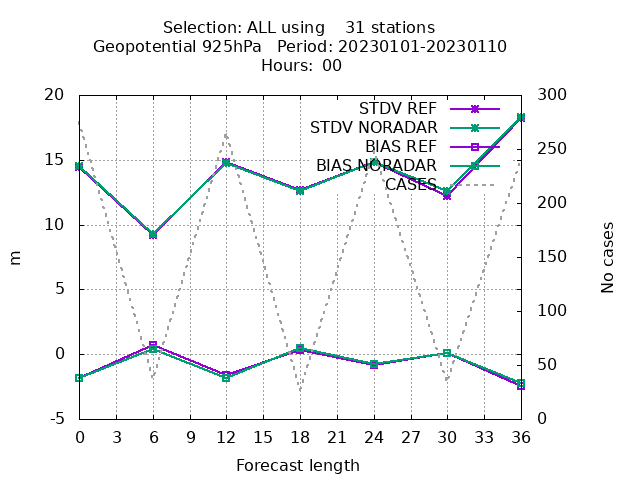 Selection: ALL using    31 stations
Geopotential 925hPa   Period: 20230101-20230110
Hours: 00
STDV REF
STDV NORADAR
BIAS REF
BIAS NORADAR
CASES
20
15
10
5
0
-5
m
300
250
200
150
100
50
0
No cases
0 3 6 9 12 15 18 21 24 27 30 33 36
Forecast length